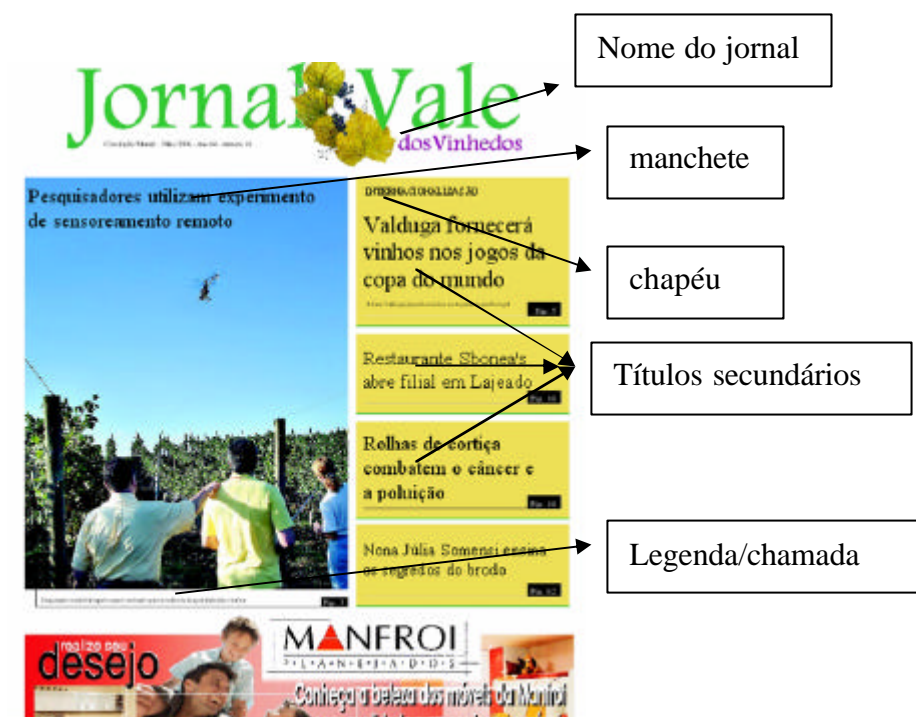 Nome do jornal
Jornal Vale
dos Vinhedos
manchete
Pesquisadores utilizam experimento
de sensoreamento remoto
INTERNACIONALIZAÇÃO
Valduga fornecerá
vinhos nos jogos da
copa do mundo
chapéu
Restaurante Sbornea's
abre filial em Lajeado
Títulos secundários
Rolhas de cortiça
combatem o câncer e
a poluição
Nona Júlia Somensi ensina
os segredos do brodo
Legenda/chamada
realize seu
desejo
MANFROI
PLANEJADOS
Conheça a beleza dos móveis da Manfroi